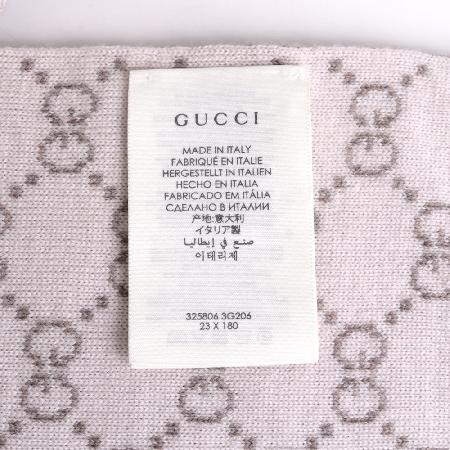 GUCCI
MADE IN ITALY
FABRIQUÉ EN ITALIE
HERGESTELLT IN ITALIEN
HECHO EN ITALIA
FABRICADO EM ITÁLIA
СДЕЛАНО В ИТАЛИИ
产地:意大利
イタリア製
صنع في إيطاليا
이태리제
325806 3G206
23 X 180